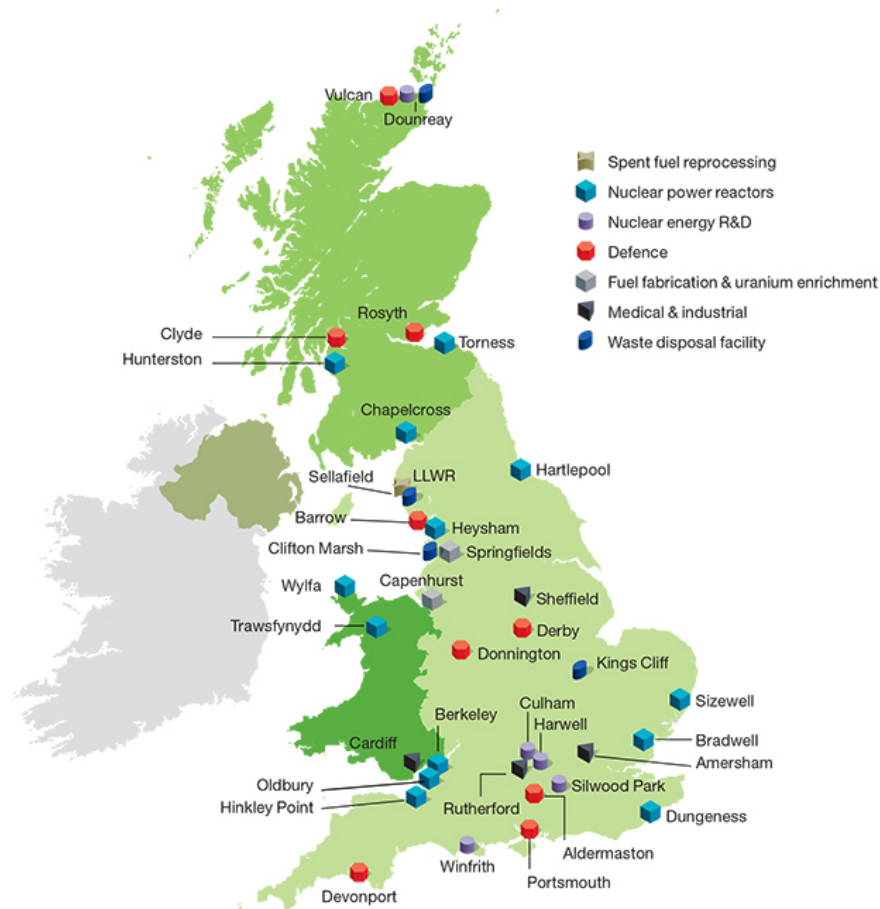 Vulcan
Dounreay
Spent fuel reprocessing
Nuclear power reactors
Nuclear energy R&D
Defence
Fuel fabrication & uranium enrichment
Medical & industrial
Waste disposal facility
Rosyth
Clyde
Torness
Hunterston
Chapelcross
Hartlepool
Sellafield
LLWR
Barrow
Heysham
Clifton Marsh
Springfields
Wylfa
Capenhurst
Sheffield
Trawsfynydd
Derby
Donnington
Kings Cliff
Sizewell
Culham
Berkeley
Harwell
Bradwell
Cardiff
Amersham
Oldbury
Silwood Park
Hinkley Point
Rutherford
Dungeness
Aldermaston
Winfrith
Portsmouth
Devonport